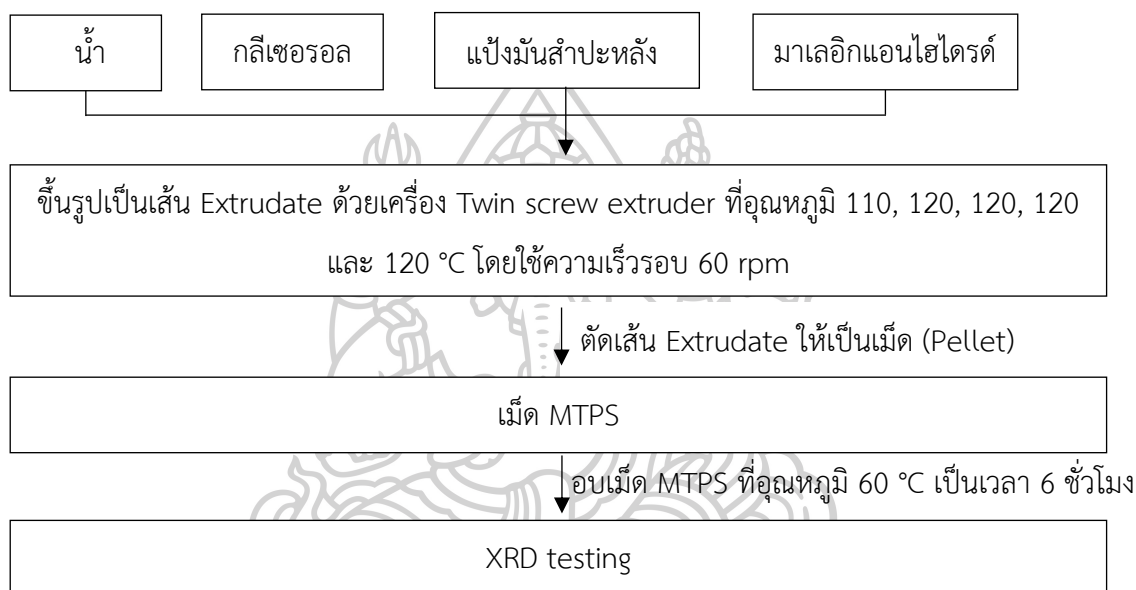 น้ำ
กลีเซอรอล
แป้งมันสำปะหลัง
มาเลอิกแอนไฮไดรด์
ขึ้นรูปเป็นเส้น Extrudate ด้วยเครื่อง Twin screw extruder ที่อุณหภูมิ 110, 120, 120, 120
และ 120 °C โดยใช้ความเร็วรอบ 60 rpm
ตัดเส้น Extrudate ให้เป็นเม็ด (Pellet)
เม็ด MTPS
อบเม็ด MTPS ที่อุณหภูมิ 60 °C เป็นเวลา 6 ชั่วโมง
XRD testing